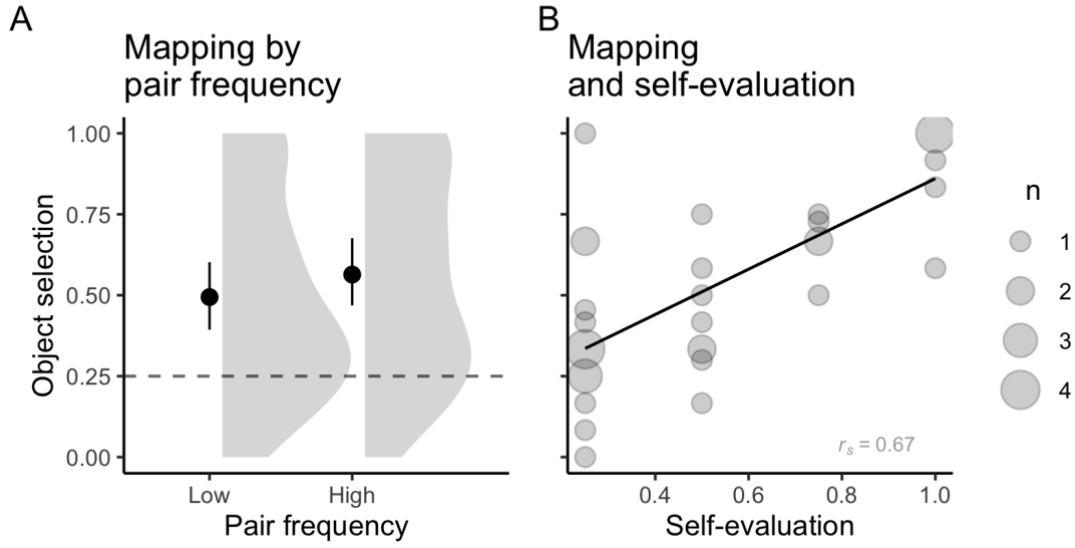 A
Mapping by
pair frequency
Object selection
1.00
0.75
0.50
0.25
0.00
Low
High
Pair frequency
B
Mapping
and self-evaluation
rs = 0.67
0.4
0.6
0.8
1.0
Self-evaluation
n
1
2
3
4